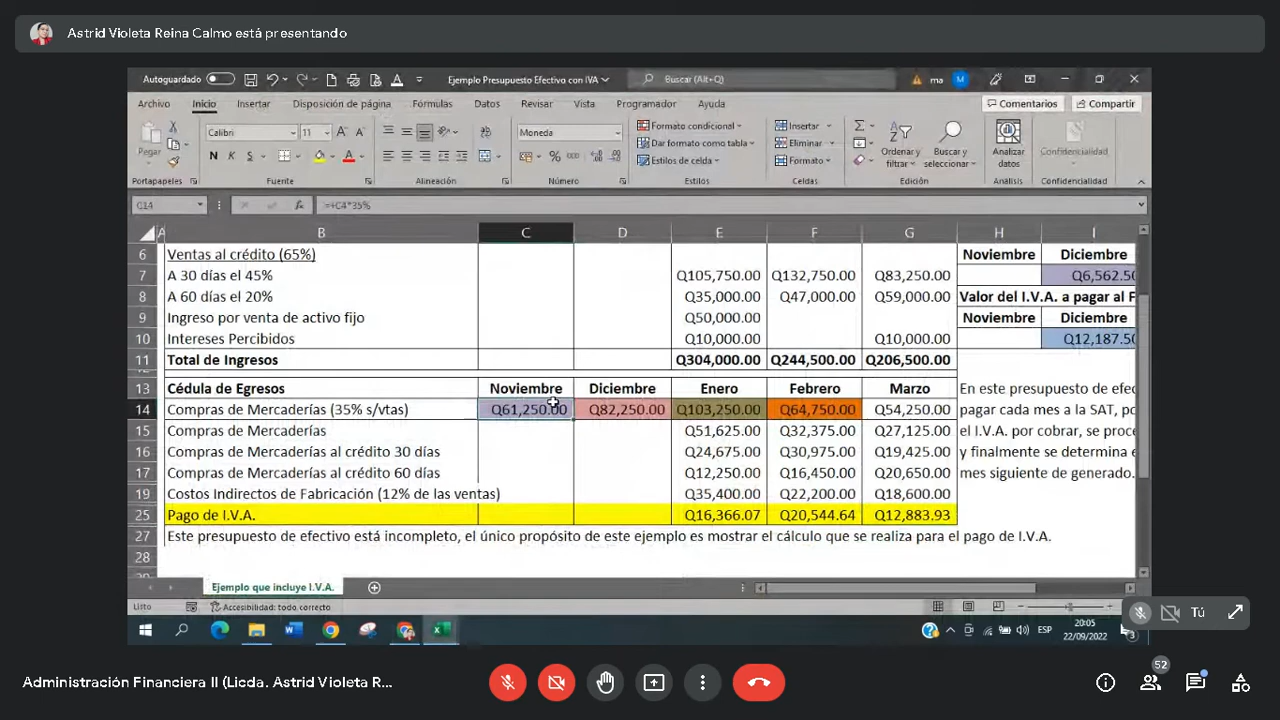 Astrid Violeta Reina Calmo está presentando
Autoguardado Ejemplo Presupuesto Efectivo con IVA Buscar (Alt+Q) ma M
Archivo Inicio Insertar Disposición de página Fórmulas Datos Revisar Vista Programador Ayuda Comentarios Compartir
Pegar Calibri 11 Moneda Formato condicional Insertar
N K S Dar formato como tabla Eliminar Ordenar y filtrar Buscar y seleccionar Analizar datos Confidencialidad
Estilos de celda Formato
Portapapeles Fuente Alineación Número Estilos Celdas Edición Análisis Confidencialidad
C14 fx =+C4*35%
A B C D E F G H I
6 Ventas al crédito (65%) Noviembre Diciembre
7 A 30 días el 45% Q105,750.00 Q132,750.00 Q83,250.00 Q6,562.50
8 A 60 días el 20% Q35,000.00 Q47,000.00 Q59,000.00 Valor del I.V.A. a pagar al F
9 Ingreso por venta de activo fijo Q50,000.00 Noviembre Diciembre
10 Intereses Percibidos Q10,000.00 Q10,000.00 Q12,187.50
11 Total de Ingresos Q304,000.00 Q244,500.00 Q206,500.00
13 Cédula de Egresos Noviembre Diciembre Enero Febrero Marzo En este presupuesto de efec
14 Compras de Mercaderías (35% s/vtas) Q61,250.00 Q82,250.00 Q103,250.00 Q64,750.00 Q54,250.00 pagar cada mes a la SAT, po
15 Compras de Mercaderías Q51,625.00 Q32,375.00 Q27,125.00 el I.V.A. por cobrar, se proce
16 Compras de Mercaderías al crédito 30 días Q24,675.00 Q30,975.00 Q19,425.00 y finalmente se determina e
17 Compras de Mercaderías al crédito 60 días Q12,250.00 Q16,450.00 Q20,650.00 mes siguiente de generado.
19 Costos Indirectos de Fabricación (12% de las ventas) Q35,400.00 Q22,200.00 Q18,600.00
25 Pago de I.V.A. Q16,366.07 Q20,544.64 Q12,883.93
27 Este presupuesto de efectivo está incompleto, el único propósito de este ejemplo es mostrar el cálculo que se realiza para el pago de I.V.A.
28
Ejemplo que incluye I.V.A.
Listo Accesibilidad: todo correcto
Tú
ESP 20:05
22/09/2022 3
Administración Financiera II (Licda. Astrid Violeta R... 52